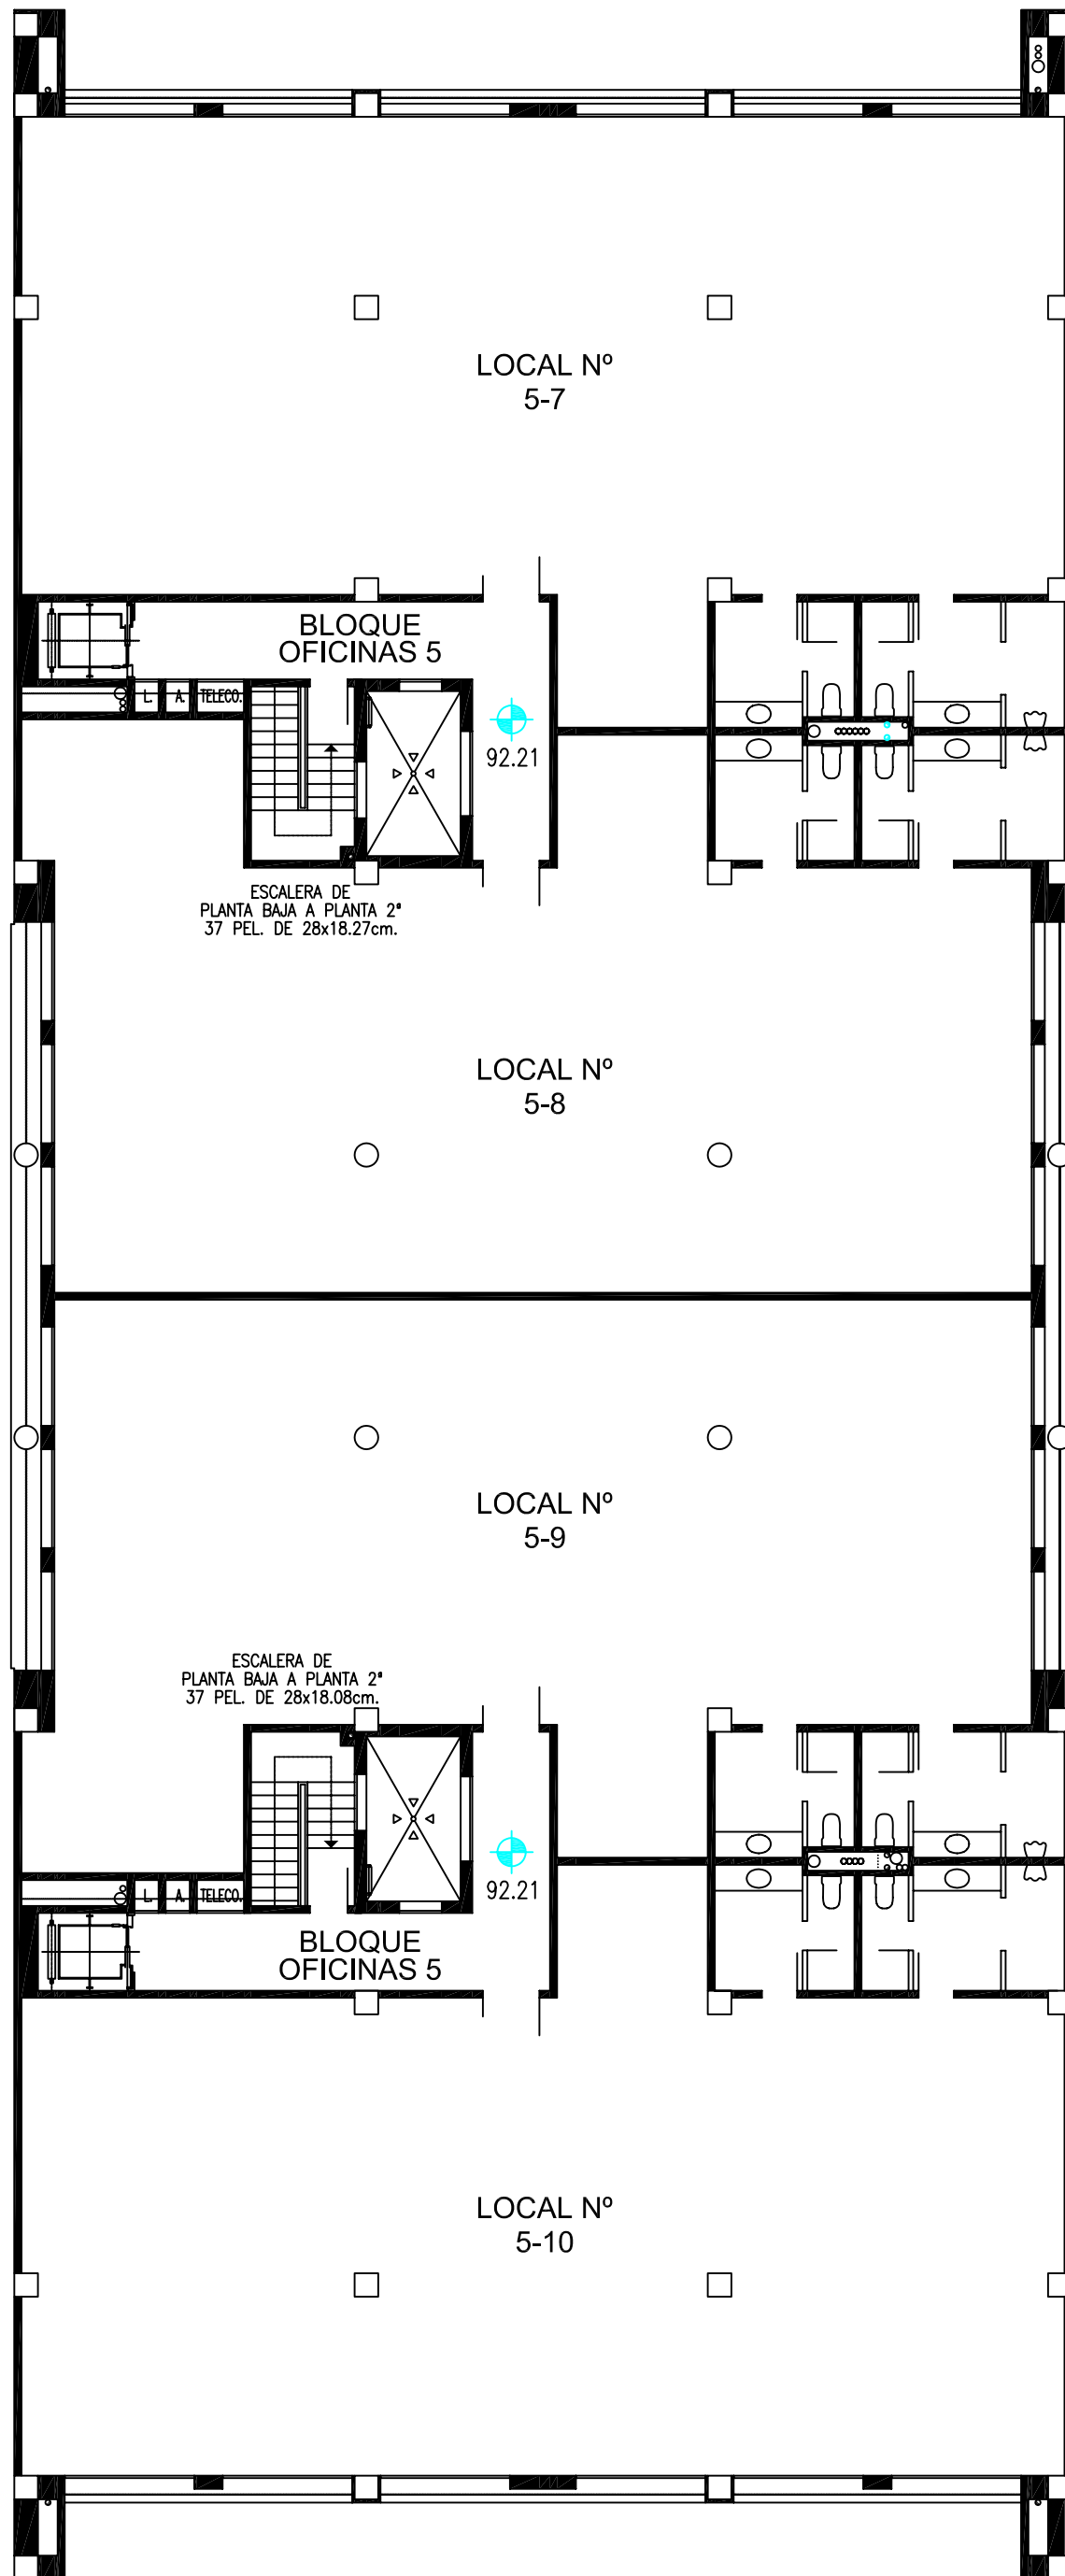 LOCAL Nº
5-7
BLOQUE
OFICINAS 5
L.
A.
TELECO.
92.21
ESCALERA DE
PLANTA BAJA A PLANTA 2ª
37 PEL. DE 28x18.27cm.
LOCAL Nº
5-8
LOCAL Nº
5-9
ESCALERA DE
PLANTA BAJA A PLANTA 2ª
37 PEL. DE 28x18.08cm.
92.21
L.
A.
TELECO.
BLOQUE
OFICINAS 5
LOCAL Nº
5-10